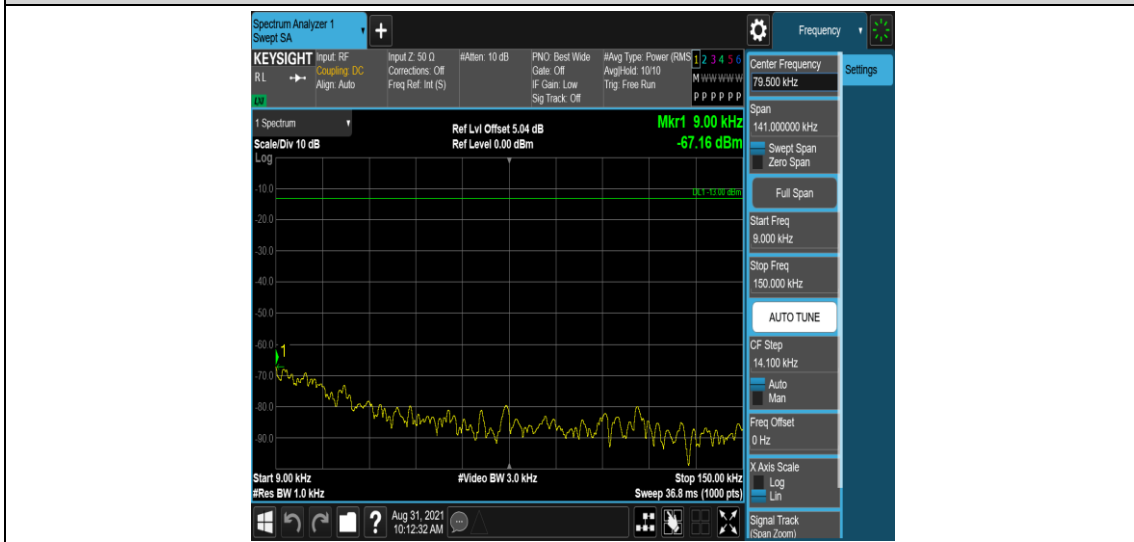 Spectrum Analyzer 1
Swept SA
Frequency
KEYSIGHT
RL
LXI
Input: RF
Coupling: DC
Align: Auto
Input Z: 50 Ω
Corrections: Off
Freq Ref: Int (S)
#Atten: 10 dB
PNO: Best Wide
Gate: Off
IF Gain: Low
Sig Track: Off
#Avg Type: Power (RMS
Avg|Hold: 10/10
Trig: Free Run
1 2 3 4 5 6
M W W W W W
P P P P P P
1 Spectrum
Scale/Div 10 dB
Log
Ref Lvl Offset 5.04 dB
Ref Level 0.00 dBm
Mkr1 9.00 kHz
-67.16 dBm
DL1 -13.00 dBm
-10.0
-20.0
-30.0
-40.0
-50.0
-60.0
1
-70.0
-80.0
-90.0
Start 9.00 kHz
#Res BW 1.0 kHz
#Video BW 3.0 kHz
Stop 150.00 kHz
Sweep 36.8 ms (1000 pts)
Aug 31, 2021
10:12:32 AM
Center Frequency
79.500 kHz
Settings
Span
141.000000 kHz
Swept Span
Zero Span
Full Span
Start Freq
9.000 kHz
Stop Freq
150.000 kHz
AUTO TUNE
CF Step
14.100 kHz
Auto
Man
Freq Offset
0 Hz
X Axis Scale
Log
Lin
Signal Track
(Span Zoom)